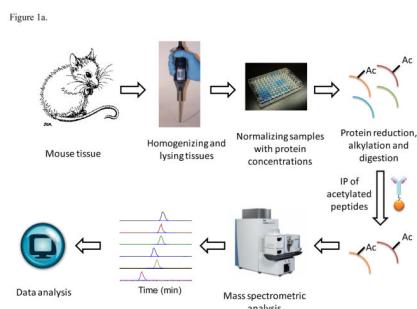 Figure 1a.
Ac
Ac
Mouse tissue
Homogenizing and
lysing tissues
Normalizing samples
with protein
concentrations
Protein reduction,
alkylation and
digestion
IP of
acetylated
peptides
Ac
Ac
Data analysis
Time (min)
Mass spectrometric
analysis